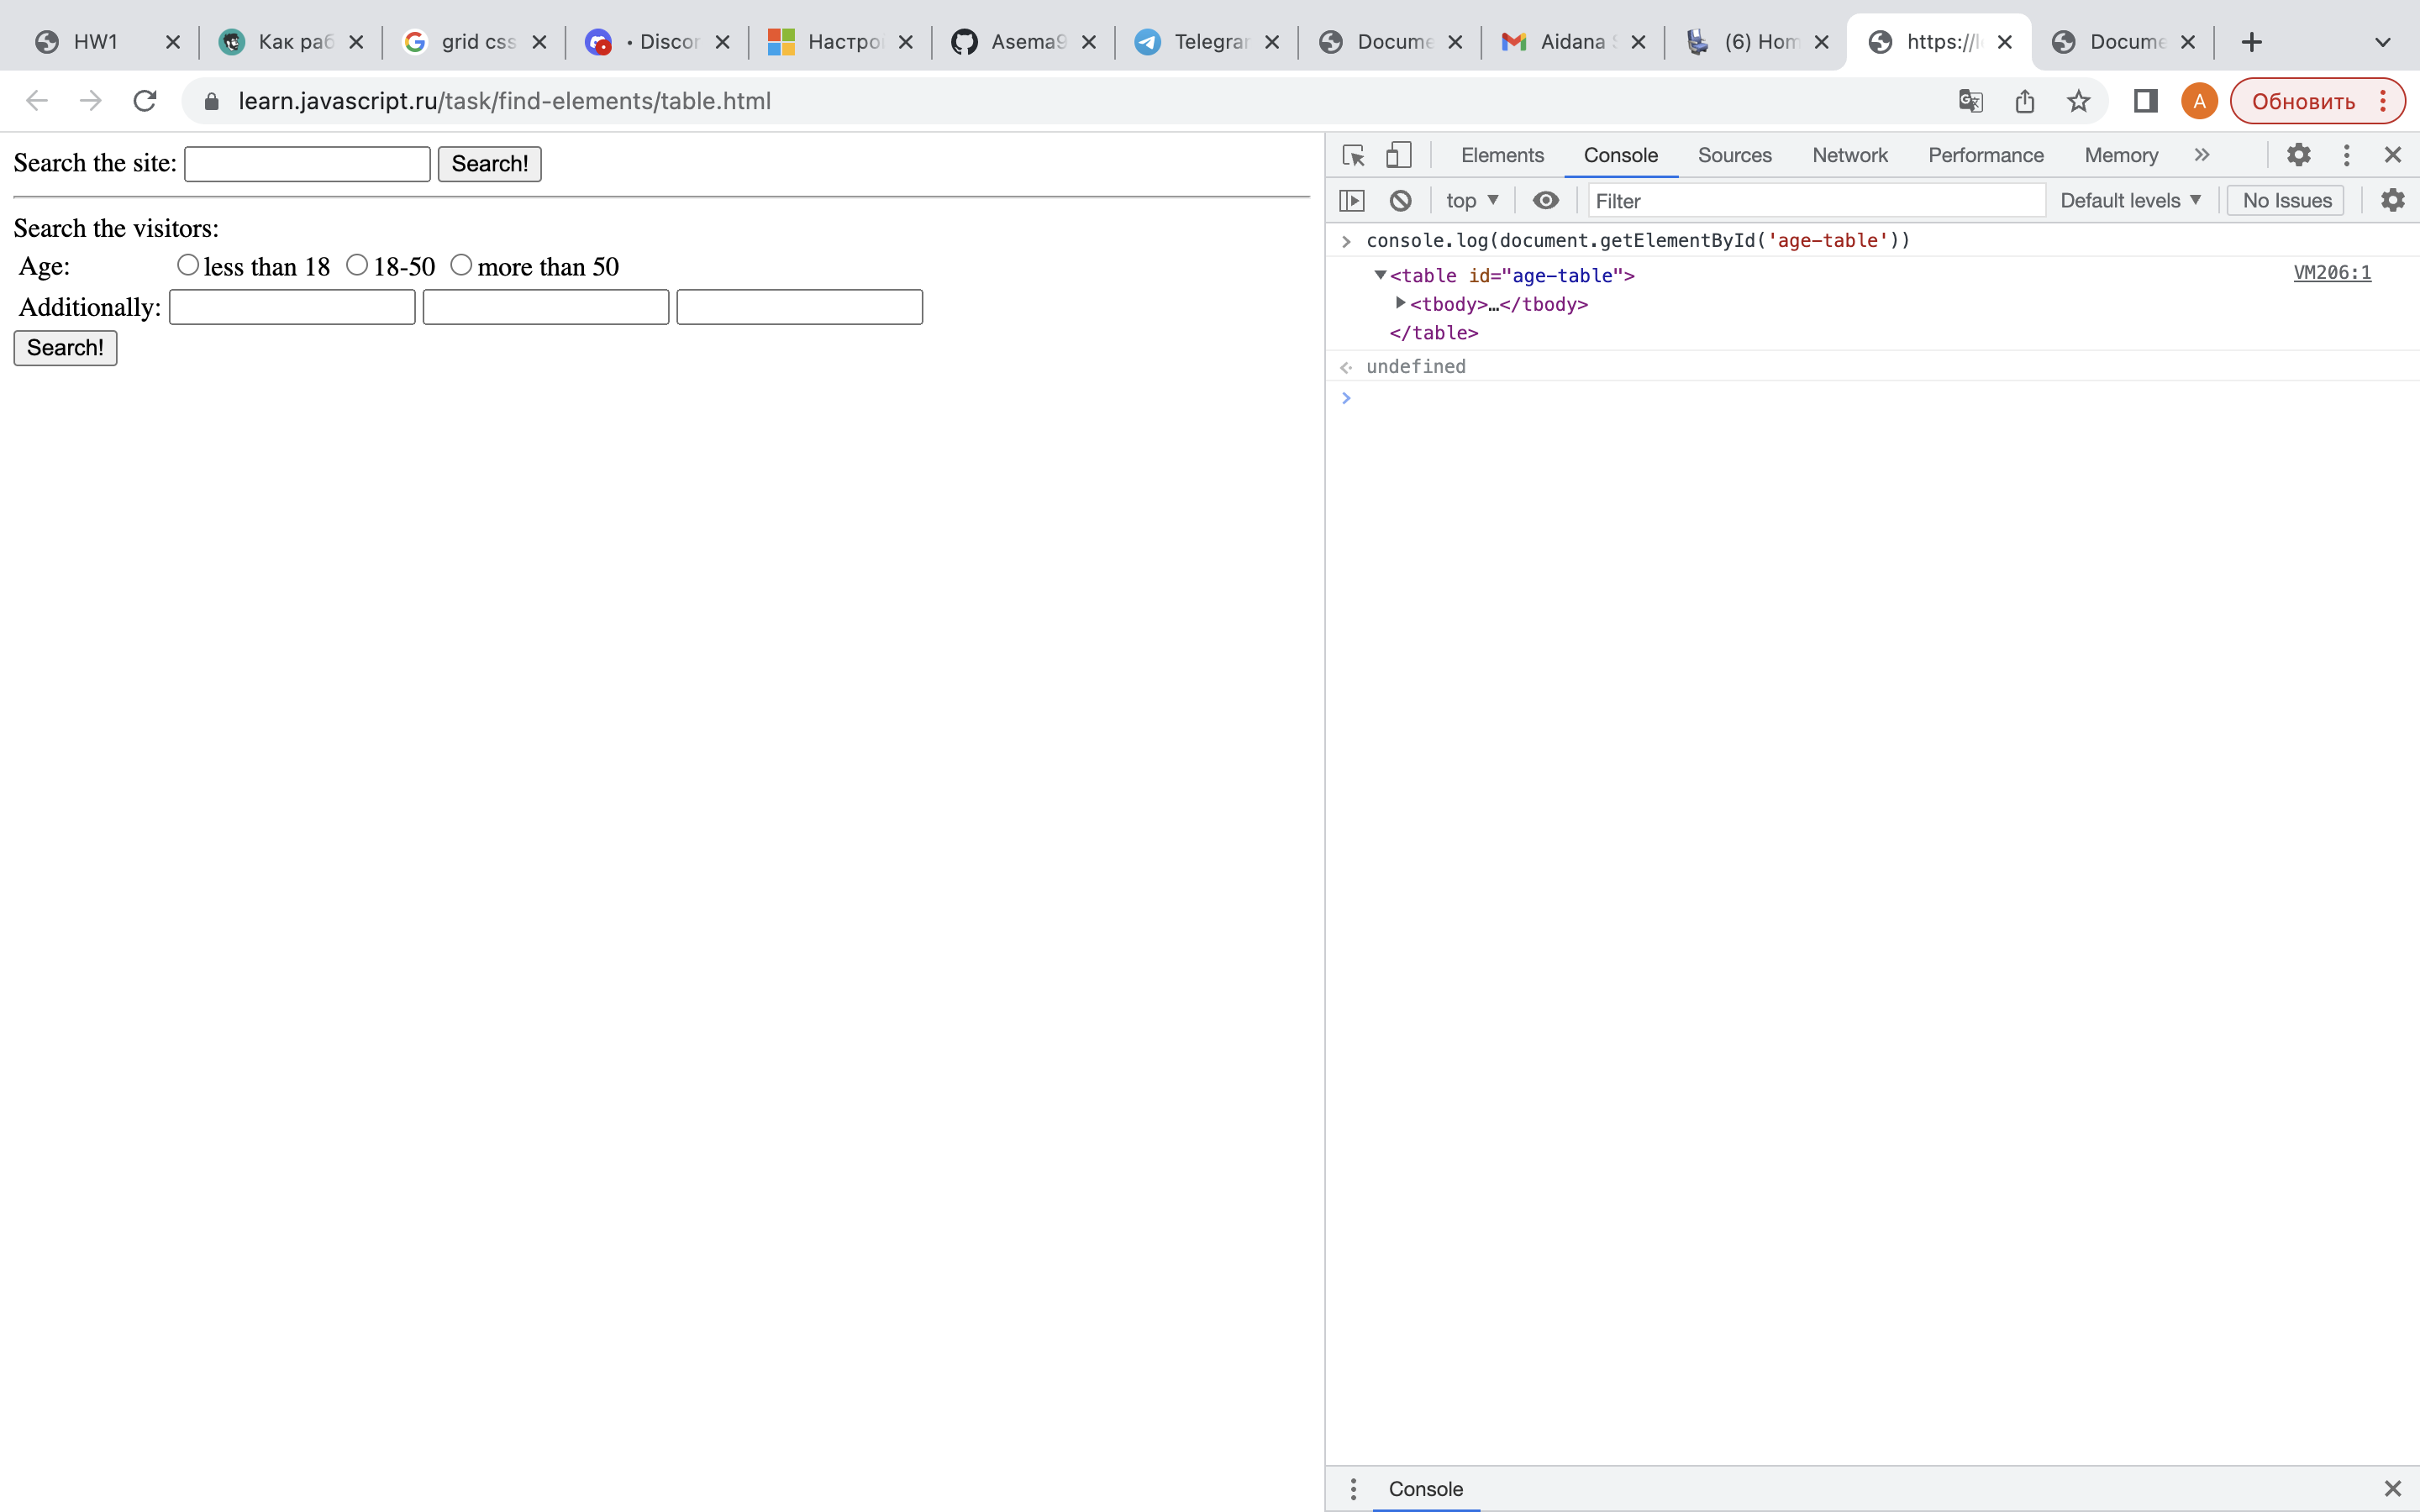 HW1
Как раб
grid css
• Discor
Настро
Asema9
Telegrar
Docume
Aidana
(6) Hom
https://l
Docume
learn.javascript.ru/task/find-elements/table.html
A
Обновить
Search the site: Search!
Search the visitors:
Age: less than 18 18-50 more than 50
Additionally:
Search!
Elements Console Sources Network Performance Memory »
top Filter Default levels No Issues
console.log(document.getElementById('age-table'))
<table id="age-table"> VM206:1
<tbody>…</tbody>
</table>
undefined
Console